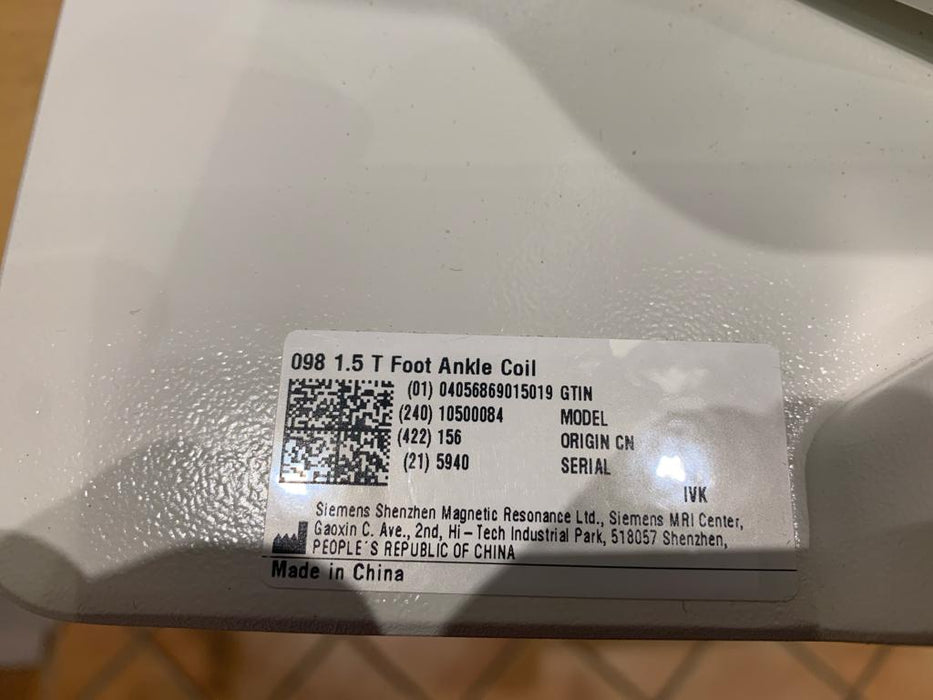 098 1.5 T Foot Ankle Coil
(01) 04056869015019 GTIN
(240) 10500084 MODEL
(422) 156 ORIGIN CN
(21) 5940 SERIAL
IVK
Siemens Shenzhen Magnetic Resonance Ltd., Siemens MRI Center,
Gaoxin C. Ave., 2nd, Hi-Tech Industrial Park, 518057 Shenzhen,
PEOPLE´S REPUBLIC OF CHINA
Made in China